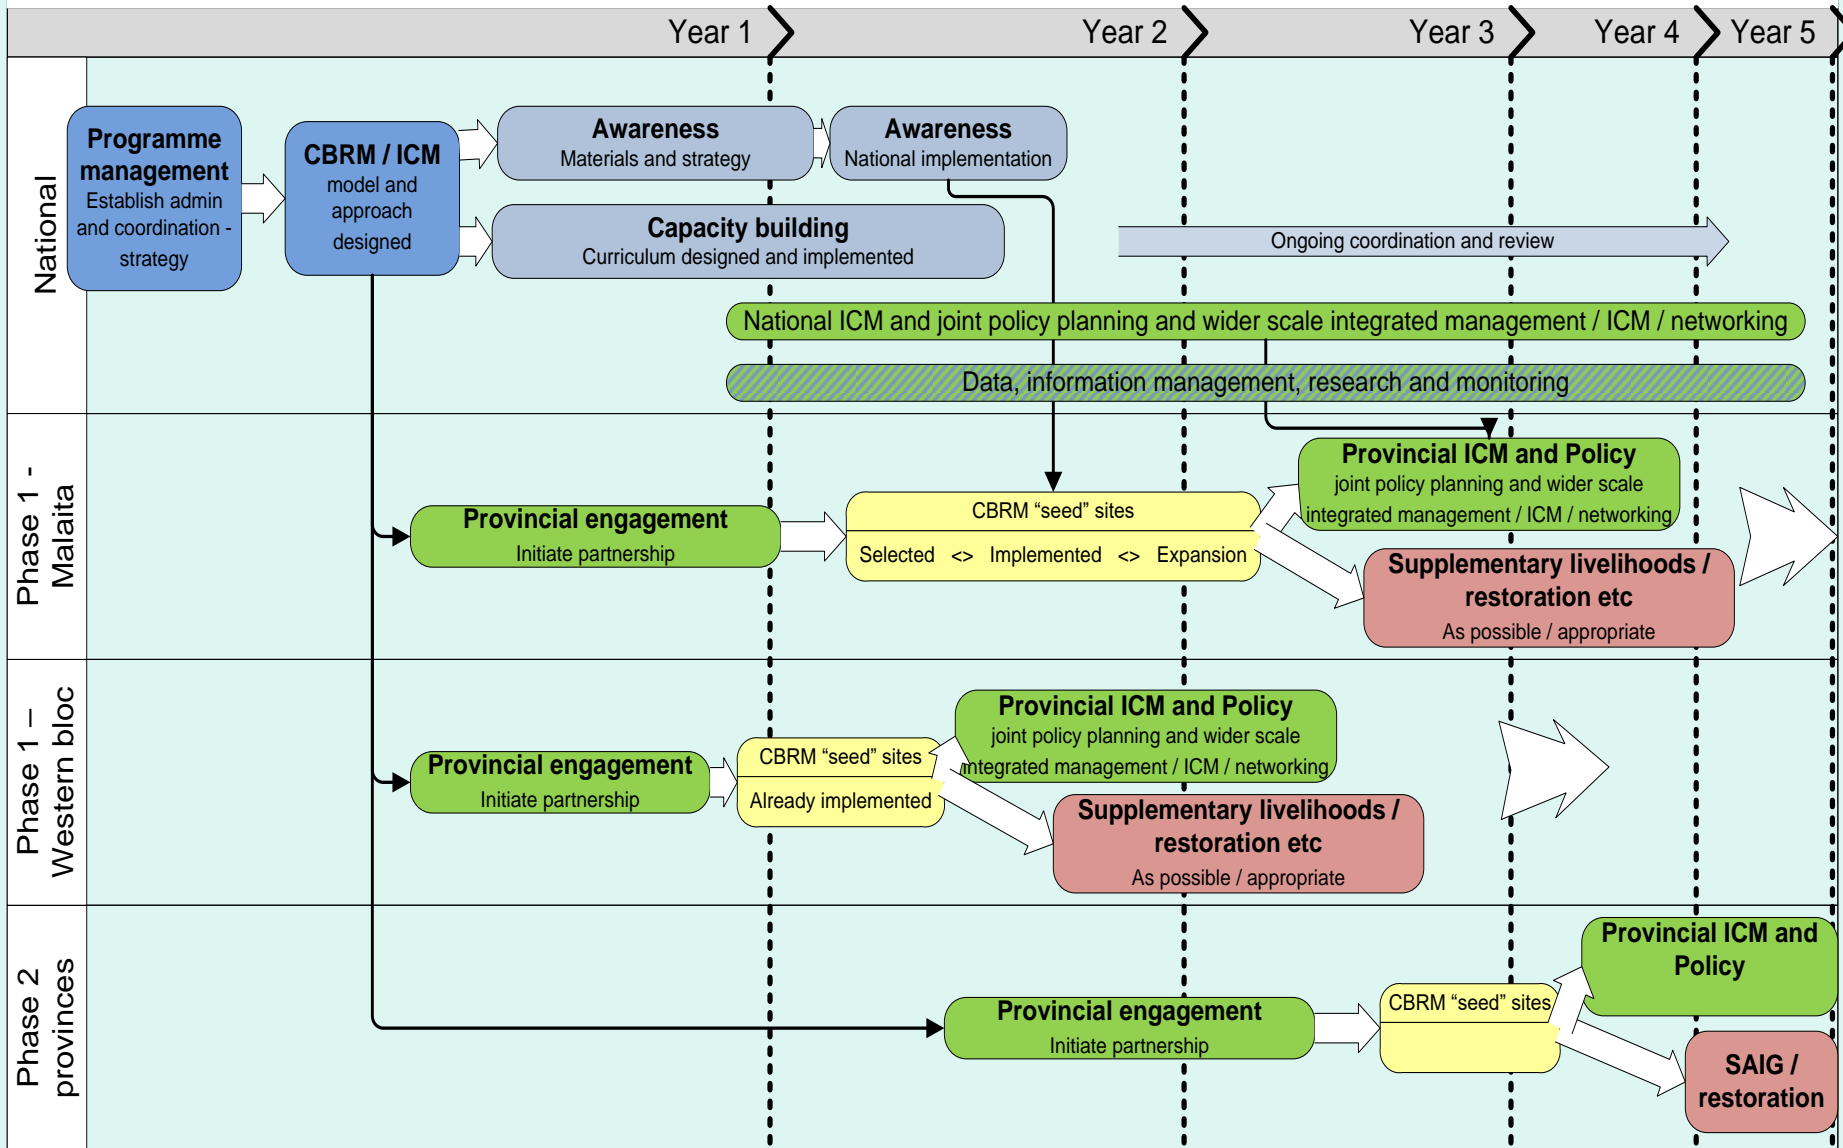 Year 1
Year 2
Year 3
Year 4
Year 5
National
Programme
management
Establish admin
and coordination -
strategy
CBRM / ICM
model and
approach
designed
Awareness
Materials and strategy
Awareness
National implementation
Capacity building
Curriculum designed and implemented
Ongoing coordination and review
National ICM and joint policy planning and wider scale integrated management / ICM / networking
Data, information management, research and monitoring
Phase 1 -
Malaita
Provincial engagement
Initiate partnership
CBRM “seed” sites
Selected <> Implemented <> Expansion
Provincial ICM and Policy
joint policy planning and wider scale
integrated management / ICM / networking
Supplementary livelihoods /
restoration etc
As possible / appropriate
Phase 1 –
Western bloc
Provincial engagement
Initiate partnership
CBRM “seed” sites
Already implemented
Provincial ICM and Policy
joint policy planning and wider scale
integrated management / ICM / networking
Supplementary livelihoods /
restoration etc
As possible / appropriate
Phase 2
provinces
Provincial engagement
Initiate partnership
CBRM “seed” sites
Provincial ICM and
Policy
SAIG /
restoration